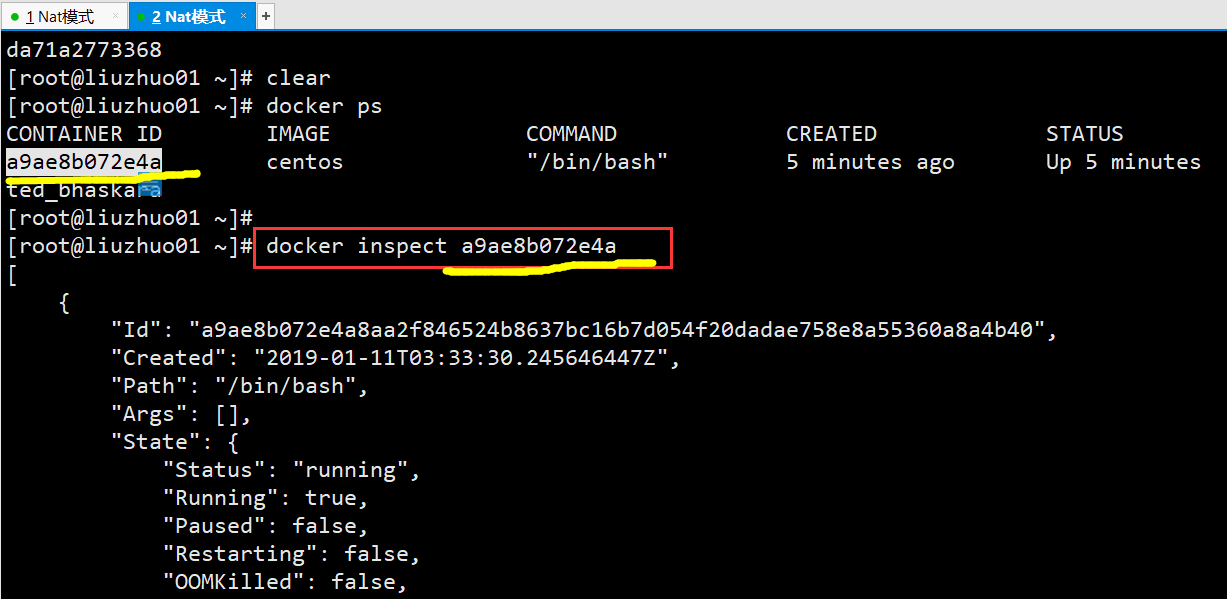 1 Nat模式 × 2 Nat模式 × +
da71a2773368
[root@liuzhuo01 ~]# clear
[root@liuzhuo01 ~]# docker ps
CONTAINER ID IMAGE COMMAND CREATED STATUS
a9ae8b072e4a centos "/bin/bash" 5 minutes ago Up 5 minutes
ted_bhaskara
[root@liuzhuo01 ~]#
[root@liuzhuo01 ~]# docker inspect a9ae8b072e4a
[
{
"Id": "a9ae8b072e4a8aa2f846524b8637bc16b7d054f20dadae758e8a55360a8a4b40",
"Created": "2019-01-11T03:33:30.245646447Z",
"Path": "/bin/bash",
"Args": [],
"State": {
"Status": "running",
"Running": true,
"Paused": false,
"Restarting": false,
"OOMKilled": false,